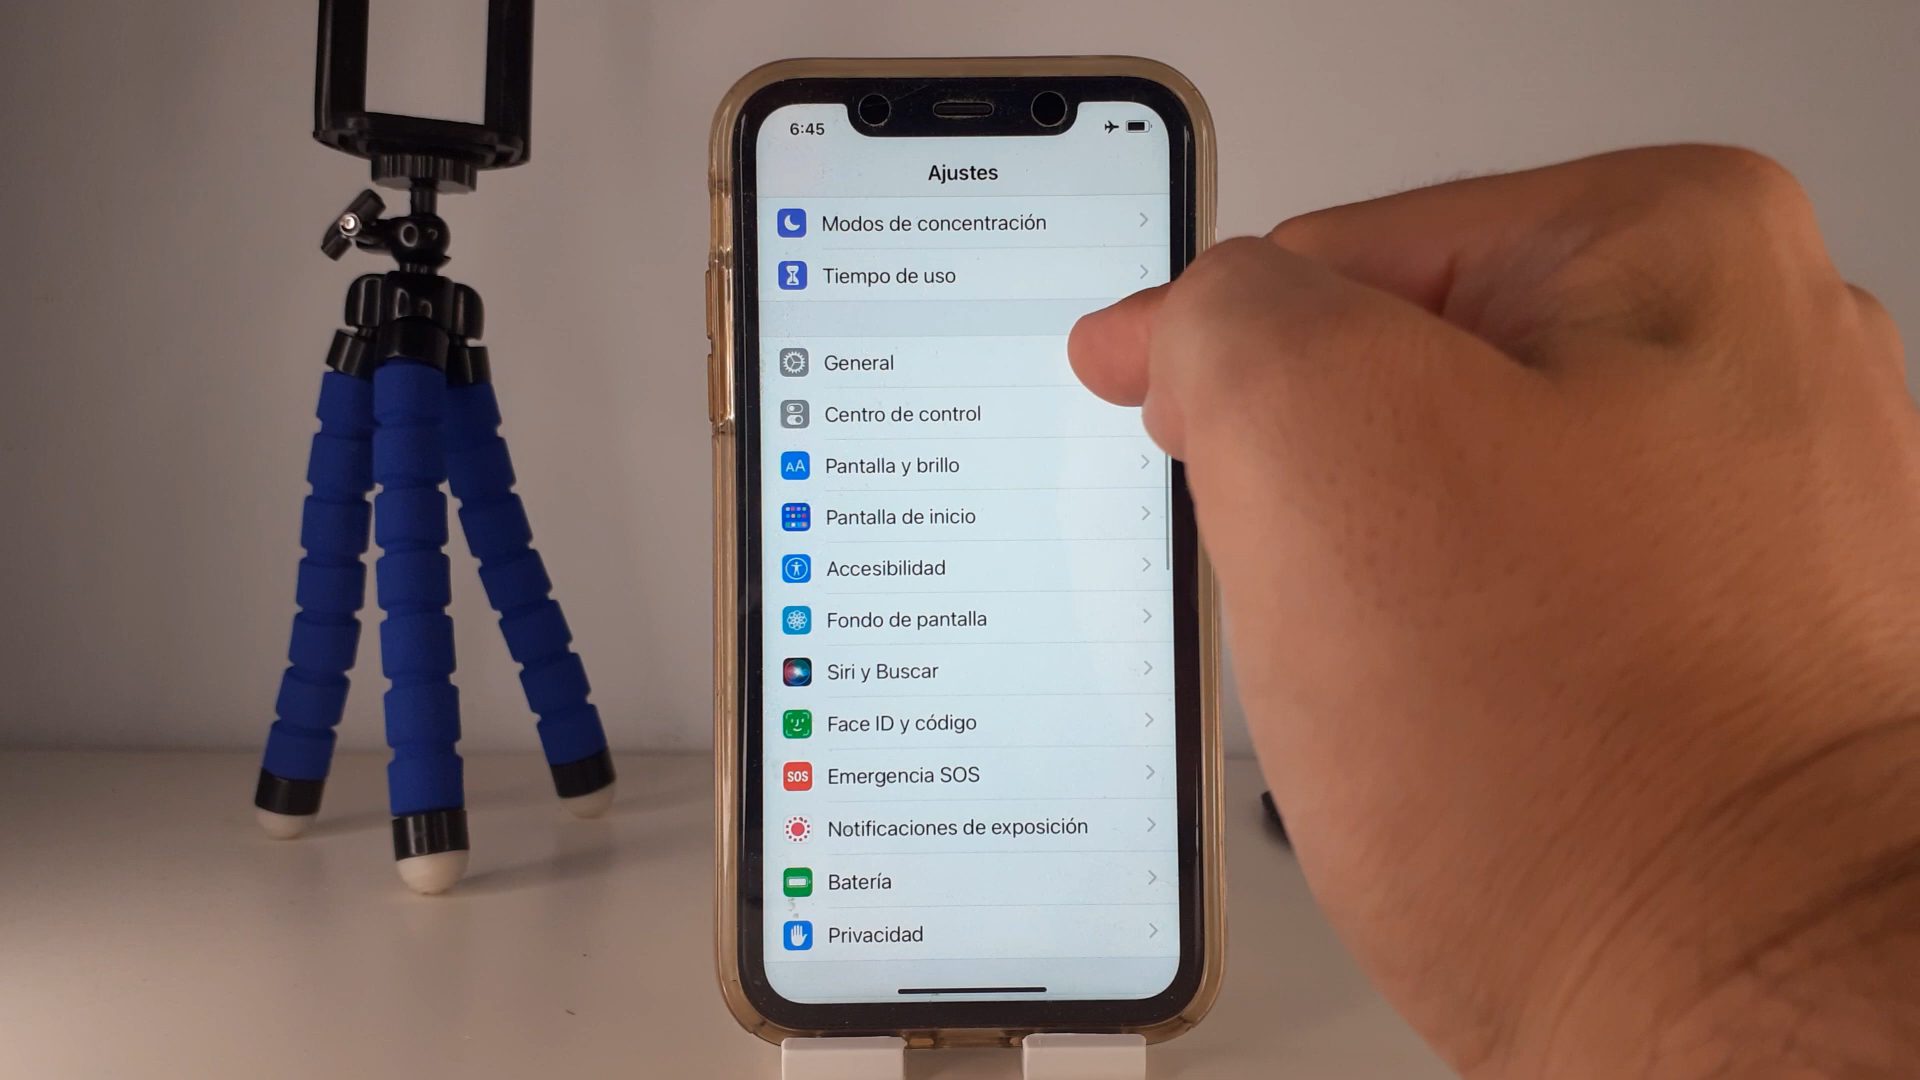 6:45
Ajustes
Modos de concentración
Tiempo de uso
General
Centro de control
AA Pantalla y brillo
Pantalla de inicio
Accesibilidad
Fondo de pantalla
Siri y Buscar
Face ID y código
SOS Emergencia SOS
Notificaciones de exposición
Batería
Privacidad